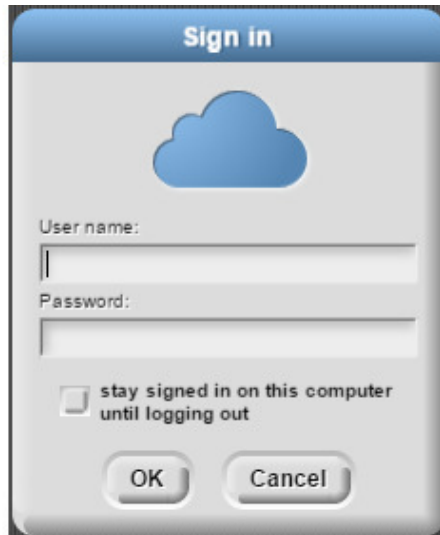 Sign in
User name:
Password:
stay signed in on this computer
until logging out
OK
Cancel